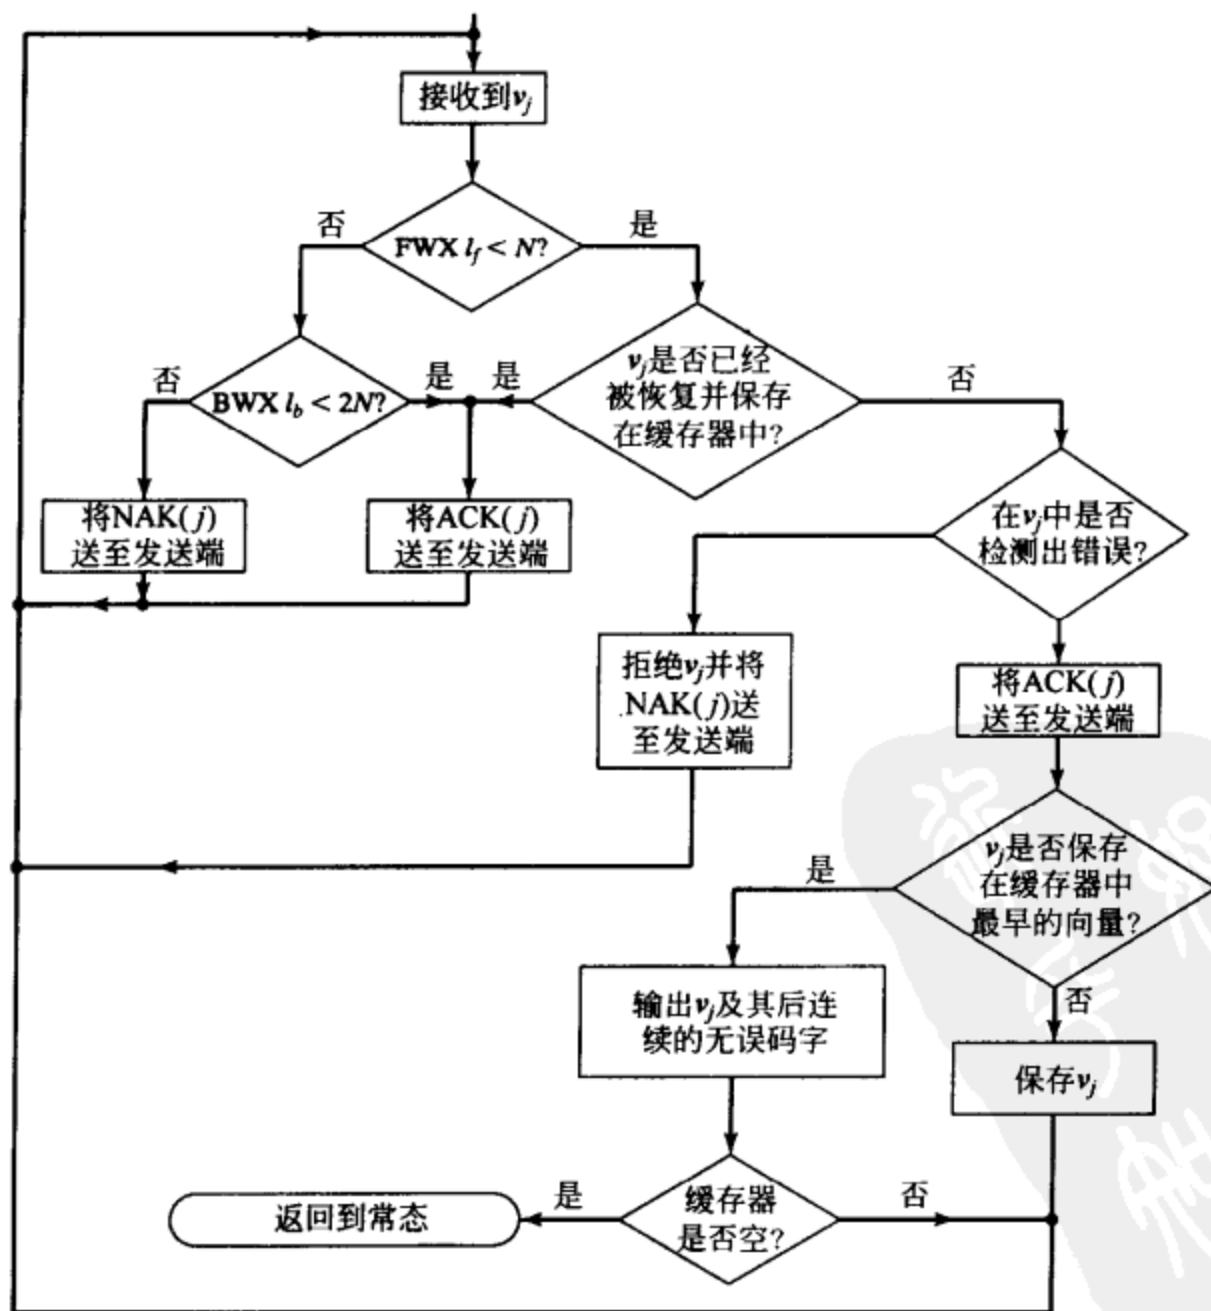 接收到vj
否
是
FWX lf < N?
否
BWX lb < 2N?
是
是
vj是否已经
被恢复并保存
在缓存器中?
否
将NAK(j)
送至发送端
将ACK(j)
送至发送端
在vj中是否
检测出错误?
拒绝vj并将
NAK(j)送
至发送端
将ACK(j)
送至发送端
是
vj是否保存
在缓存器中
最早的向量?
输出vj及其后连
续的无误码字
否
保存vj
返回到常态
是
缓存器
是否空?
否